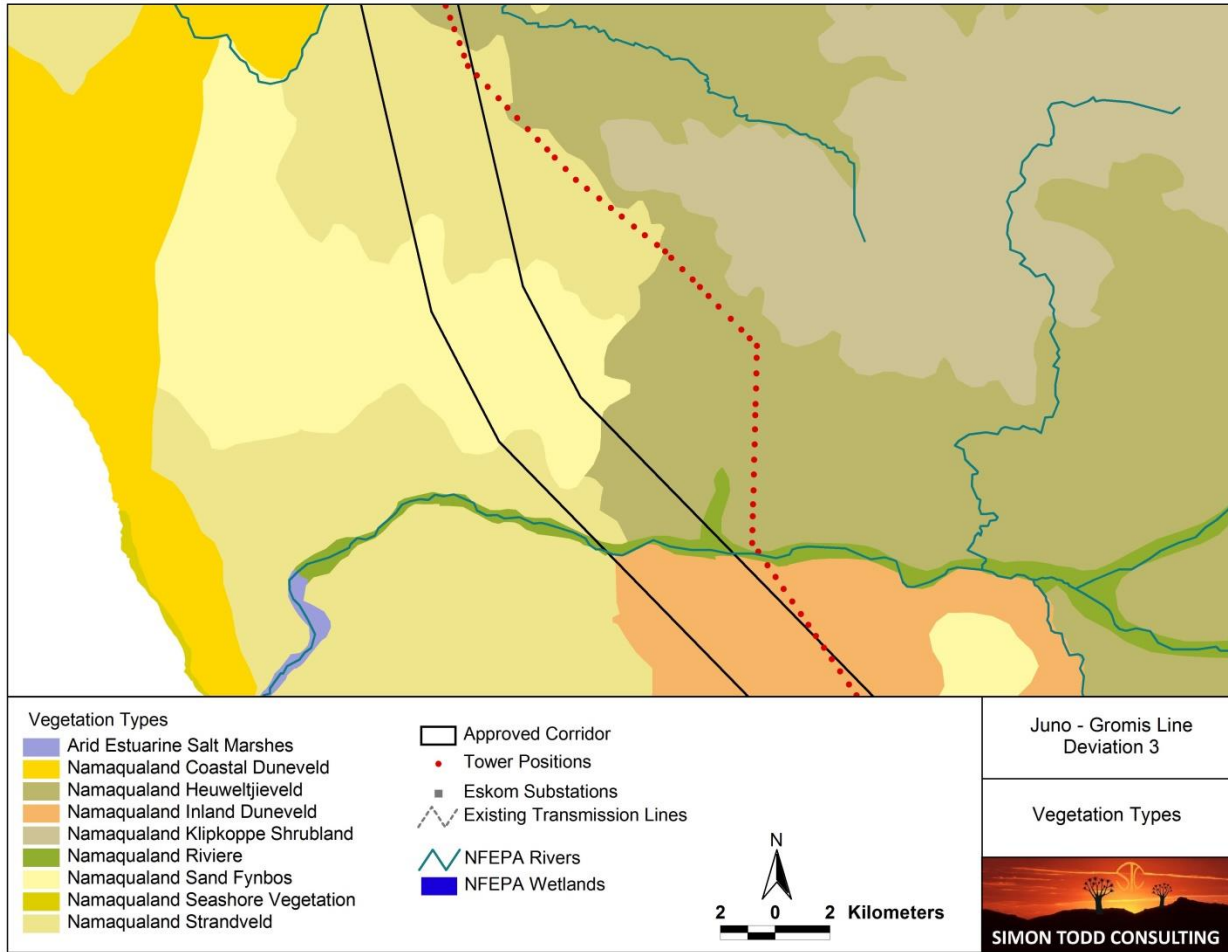 Vegetation Types
Arid Estuarine Salt Marshes
Namaqualand Coastal Duneveld
Namaqualand Heuweltjieveld
Namaqualand Inland Duneveld
Namaqualand Klipkoppe Shrubland
Namaqualand Riviere
Namaqualand Sand Fynbos
Namaqualand Seashore Vegetation
Namaqualand Strandveld
Approved Corridor
Tower Positions
Eskom Substations
Existing Transmission Lines
NFEPA Rivers
NFEPA Wetlands
N
2 0 2 Kilometers
Juno - Gromis Line
Deviation 3
Vegetation Types
SIMON TODD CONSULTING